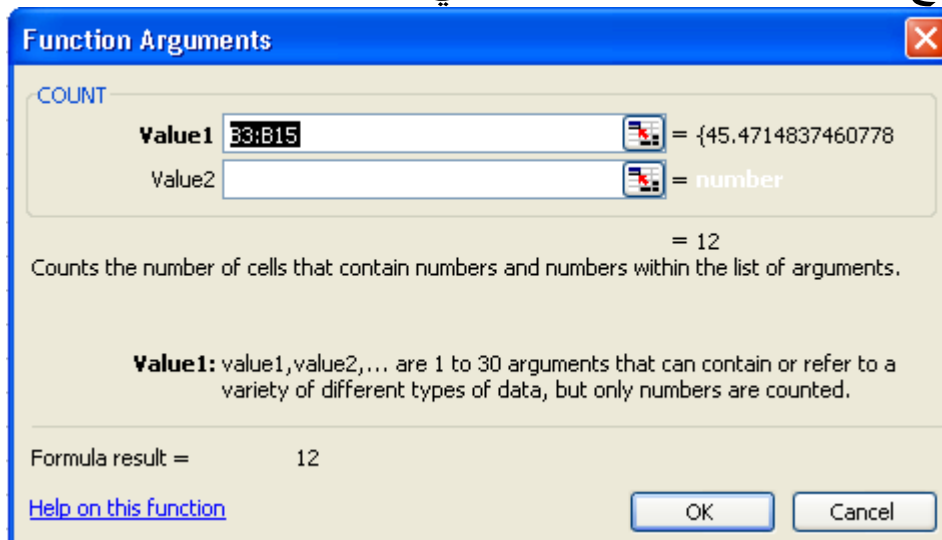 Function Arguments
COUNT
Value1 B3:B15 = {45.4714837460778
Value2 = number
= 12
Counts the number of cells that contain numbers and numbers within the list of arguments.
Value1: value1,value2,... are 1 to 30 arguments that can contain or refer to a
variety of different types of data, but only numbers are counted.
Formula result = 12
Help on this function
OK Cancel